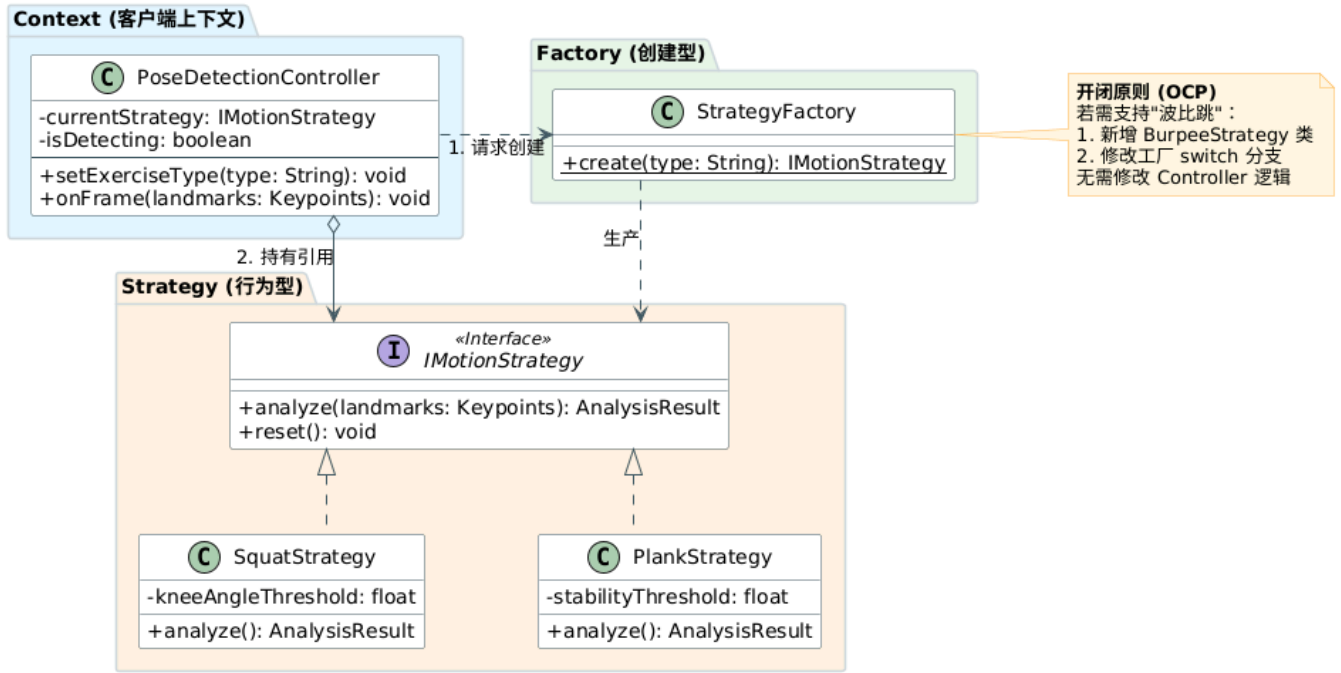 Context (客户端上下文)
C PoseDetectionController
-currentStrategy: IMotionStrategy
-isDetecting: boolean
+setExerciseType(type: String): void
+onFrame(landmarks: Keypoints): void
1. 请求创建
Factory (创建型)
C StrategyFactory
+create(type: String): IMotionStrategy
开闭原则 (OCP)
若需支持"波比跳"：
1. 新增 BurpeeStrategy 类
2. 修改工厂 switch 分支
无需修改 Controller 逻辑
2. 持有引用
生产
Strategy (行为型)
I «Interface»
IMotionStrategy
+analyze(landmarks: Keypoints): AnalysisResult
+reset(): void
C SquatStrategy
-kneeAngleThreshold: float
+analyze(): AnalysisResult
C PlankStrategy
-stabilityThreshold: float
+analyze(): AnalysisResult